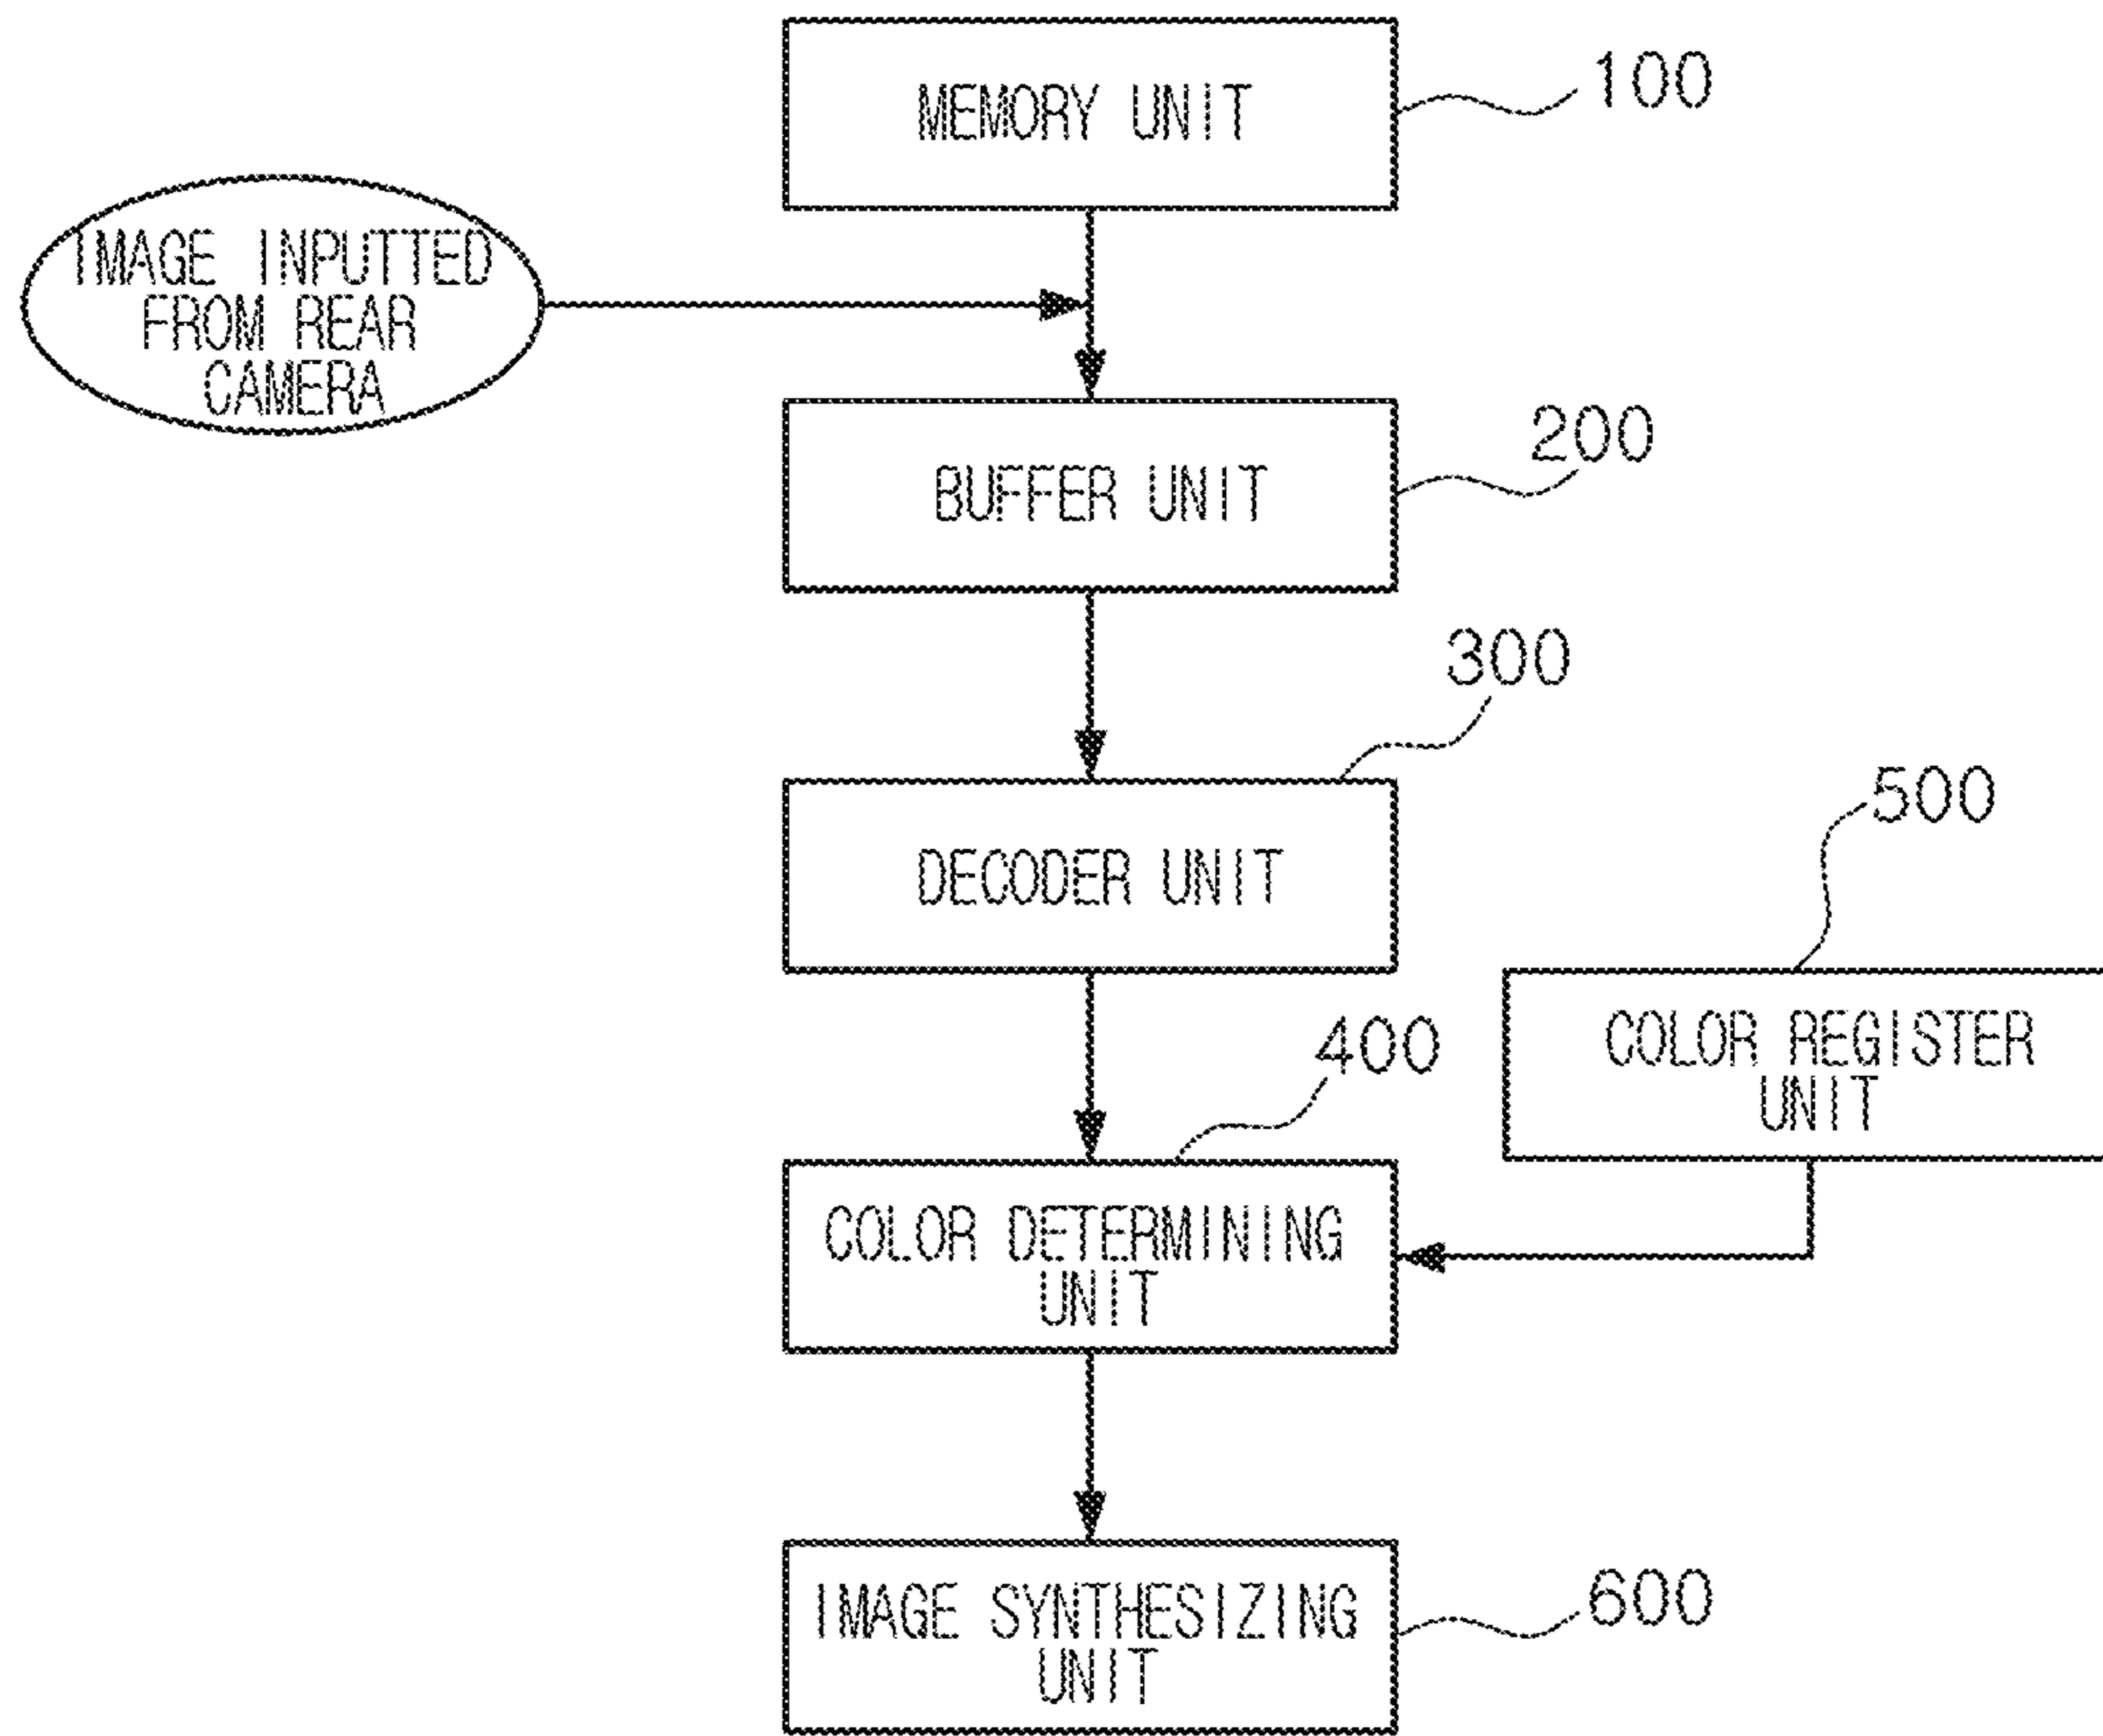 MEMORY UNIT
100
IMAGE INPUTTED
FROM REAR
CAMERA
200
BUFFER UNIT
300
DECODER UNIT
500
COLOR REGISTER
UNIT
400
COLOR DETERMINING
UNIT
IMAGE SYNTHESIZING
UNIT
600